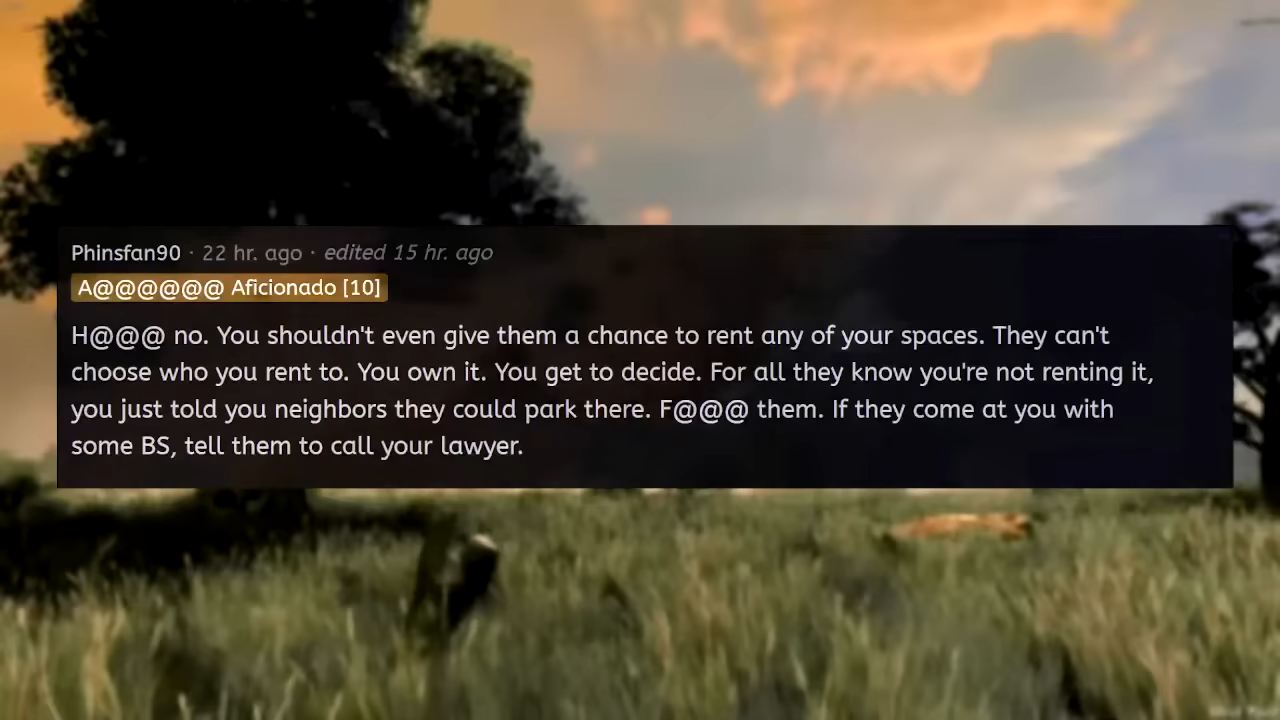 Phinsfan90 · 22 hr. ago · edited 15 hr. ago
A@@@@@@ Aficionado [10]
H@@@ no. You shouldn't even give them a chance to rent any of your spaces. They can't
choose who you rent to. You own it. You get to decide. For all they know you're not renting it,
you just told you neighbors they could park there. F@@@ them. If they come at you with
some BS, tell them to call your lawyer.